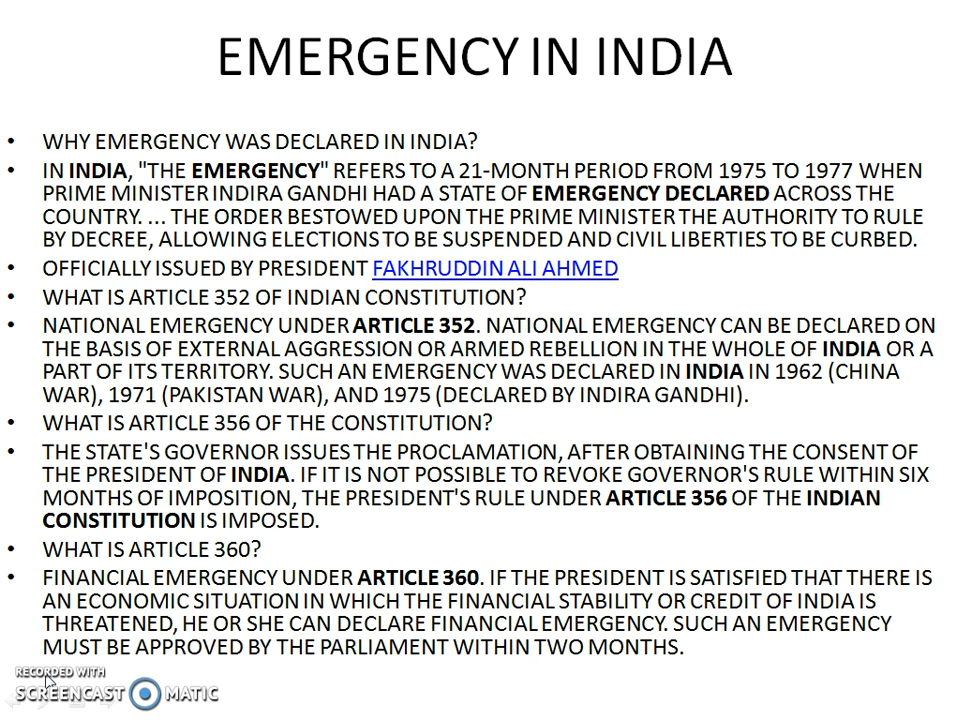 EMERGENCY IN INDIA
• WHY EMERGENCY WAS DECLARED IN INDIA?
• IN INDIA, "THE EMERGENCY" REFERS TO A 21-MONTH PERIOD FROM 1975 TO 1977 WHEN
PRIME MINISTER INDIRA GANDHI HAD A STATE OF EMERGENCY DECLARED ACROSS THE
COUNTRY. ... THE ORDER BESTOWED UPON THE PRIME MINISTER THE AUTHORITY TO RULE
BY DECREE, ALLOWING ELECTIONS TO BE SUSPENDED AND CIVIL LIBERTIES TO BE CURBED.
• OFFICIALLY ISSUED BY PRESIDENT FAKHRUDDIN ALI AHMED
• WHAT IS ARTICLE 352 OF INDIAN CONSTITUTION?
• NATIONAL EMERGENCY UNDER ARTICLE 352. NATIONAL EMERGENCY CAN BE DECLARED ON
THE BASIS OF EXTERNAL AGGRESSION OR ARMED REBELLION IN THE WHOLE OF INDIA OR A
PART OF ITS TERRITORY. SUCH AN EMERGENCY WAS DECLARED IN INDIA IN 1962 (CHINA
WAR), 1971 (PAKISTAN WAR), AND 1975 (DECLARED BY INDIRA GANDHI).
• WHAT IS ARTICLE 356 OF THE CONSTITUTION?
• THE STATE'S GOVERNOR ISSUES THE PROCLAMATION, AFTER OBTAINING THE CONSENT OF
THE PRESIDENT OF INDIA. IF IT IS NOT POSSIBLE TO REVOKE GOVERNOR'S RULE WITHIN SIX
MONTHS OF IMPOSITION, THE PRESIDENT'S RULE UNDER ARTICLE 356 OF THE INDIAN
CONSTITUTION IS IMPOSED.
• WHAT IS ARTICLE 360?
• FINANCIAL EMERGENCY UNDER ARTICLE 360. IF THE PRESIDENT IS SATISFIED THAT THERE IS
AN ECONOMIC SITUATION IN WHICH THE FINANCIAL STABILITY OR CREDIT OF INDIA IS
THREATENED, HE OR SHE CAN DECLARE FINANCIAL EMERGENCY. SUCH AN EMERGENCY
MUST BE APPROVED BY THE PARLIAMENT WITHIN TWO MONTHS.
RECORDED WITH
SCREENCAST MATIC